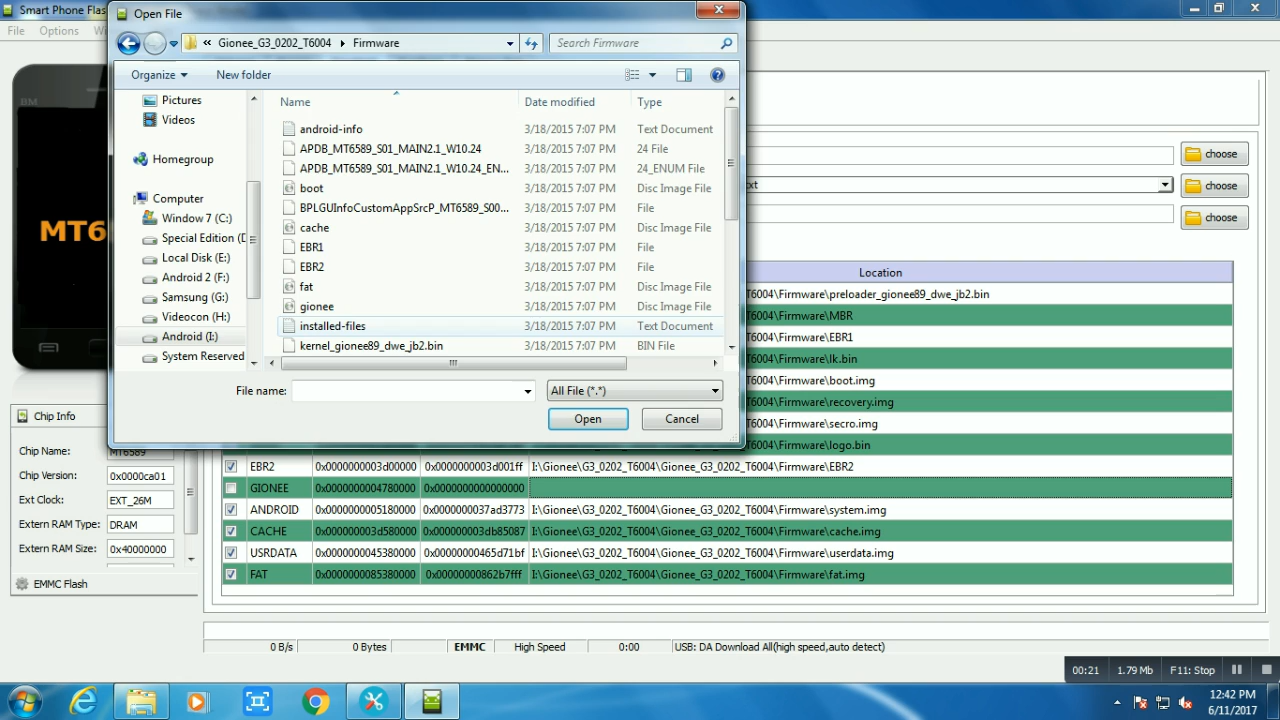 Smart Phone Flas
Open File
File Options Wi
Gionee_G3_0202_T6004 Firmware
Search Firmware
Organize New folder
Pictures
Videos
Homegroup
Computer
Window 7 (C:)
Special Edition (D
Local Disk (E:)
Android 2 (F:)
Samsung (G:)
Videocon (H:)
Android (I:)
System Reserved
Name Date modified Type
android-info 3/18/2015 7:07 PM Text Document
APDB_MT6589_S01_MAIN2.1_W10.24 3/18/2015 7:07 PM 24 File
APDB_MT6589_S01_MAIN2.1_W10.24_EN... 3/18/2015 7:07 PM 24_ENUM File
boot 3/18/2015 7:07 PM Disc Image File
BPLGUInfoCustomAppSrcP_MT6589_S00... 3/18/2015 7:07 PM File
cache 3/18/2015 7:07 PM Disc Image File
EBR1 3/18/2015 7:07 PM File
EBR2 3/18/2015 7:07 PM File
fat 3/18/2015 7:07 PM Disc Image File
gionee 3/18/2015 7:07 PM Disc Image File
installed-files 3/18/2015 7:07 PM Text Document
kernel_gionee89_dwe_jb2.bin 3/18/2015 7:07 PM BIN File
File name: All File (*.*)
Open Cancel
BM
MT6
choose
xt choose
choose
Location
T6004\Firmware\preloader_gionee89_dwe_jb2.bin
T6004\Firmware\MBR
T6004\Firmware\EBR1
T6004\Firmware\lk.bin
T6004\Firmware\boot.img
T6004\Firmware\recovery.img
T6004\Firmware\secro.img
T6004\Firmware\logo.bin
EBR2 0x0000000003d00000 0x0000000003d001ff I:\Gionee\G3_0202_T6004\Gionee_G3_0202_T6004\Firmware\EBR2
GIONEE 0x0000000004780000 0x0000000000000000
ANDROID 0x0000000005180000 0x0000000037ad3773 I:\Gionee\G3_0202_T6004\Gionee_G3_0202_T6004\Firmware\system.img
CACHE 0x000000003d580000 0x000000003db85087 I:\Gionee\G3_0202_T6004\Gionee_G3_0202_T6004\Firmware\cache.img
USRDATA 0x0000000045380000 0x00000000465d71bf I:\Gionee\G3_0202_T6004\Gionee_G3_0202_T6004\Firmware\userdata.img
FAT 0x0000000085380000 0x00000000862b7fff I:\Gionee\G3_0202_T6004\Gionee_G3_0202_T6004\Firmware\fat.img
Chip Info
Chip Name: MT6589
Chip Version: 0x0000ca01
Ext Clock: EXT_26M
Extern RAM Type: DRAM
Extern RAM Size: 0x40000000
EMMC Flash
0 B/s 0 Bytes EMMC High Speed 0:00 USB: DA Download All(high speed,auto detect)
00:21 1.79 Mb F11: Stop
12:42 PM
6/11/2017